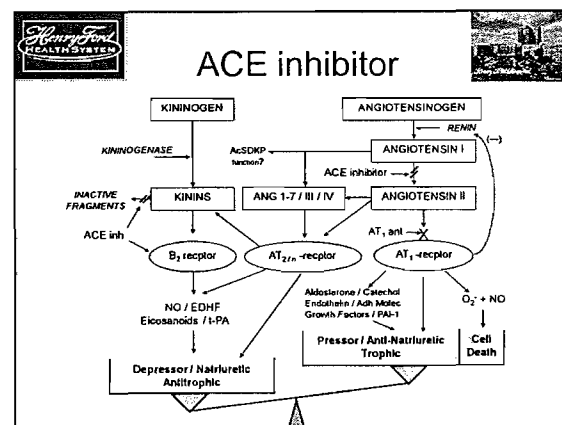 Henry Ford
HEALTH SYSTEM
ACE inhibitor
KININOGEN
ANGIOTENSINOGEN
RENIN
(—)
KININOGENASE
AcSDKP
function?
ANGIOTENSIN I
ACE inhibitor
INACTIVE
FRAGMENTS
KININS
ANG 1-7 / III / IV
ANGIOTENSIN II
ACE inh
AT1 ant
B2 recptor
AT2/n -recptor
AT1 -recptor
NO / EDHF
Eicosanoids / t-PA
Aldosterone / Catechol
Endothelin / Adh Molec
Growth Factors / PAI-1
O2- + NO
Depressor / Natriuretic
Antitrophic
Pressor / Anti-Natriuretic
Trophic
Cell
Death